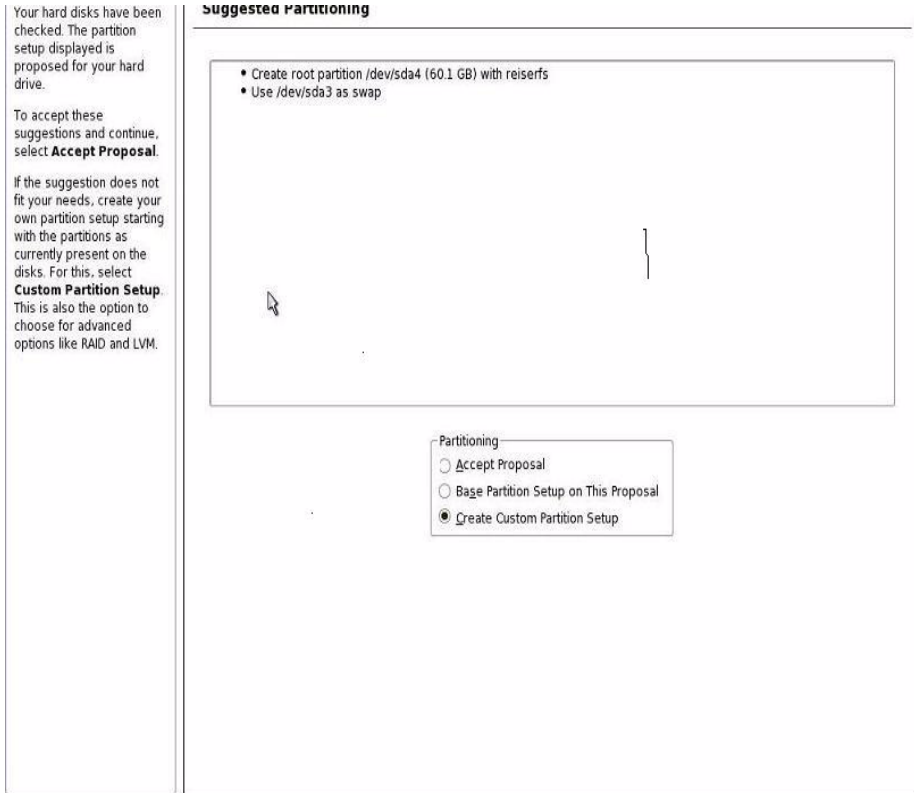 Your hard disks have been
checked. The partition
setup displayed is
proposed for your hard
drive.
To accept these
suggestions and continue,
select Accept Proposal.
If the suggestion does not
fit your needs, create your
own partition setup starting
with the partitions as
currently present on the
disks. For this, select
Custom Partition Setup.
This is also the option to
choose for advanced
options like RAID and LVM.
Suggested Partitioning
• Create root partition /dev/sda4 (60.1 GB) with reiserfs
• Use /dev/sda3 as swap
Partitioning
Accept Proposal
Base Partition Setup on This Proposal
Create Custom Partition Setup